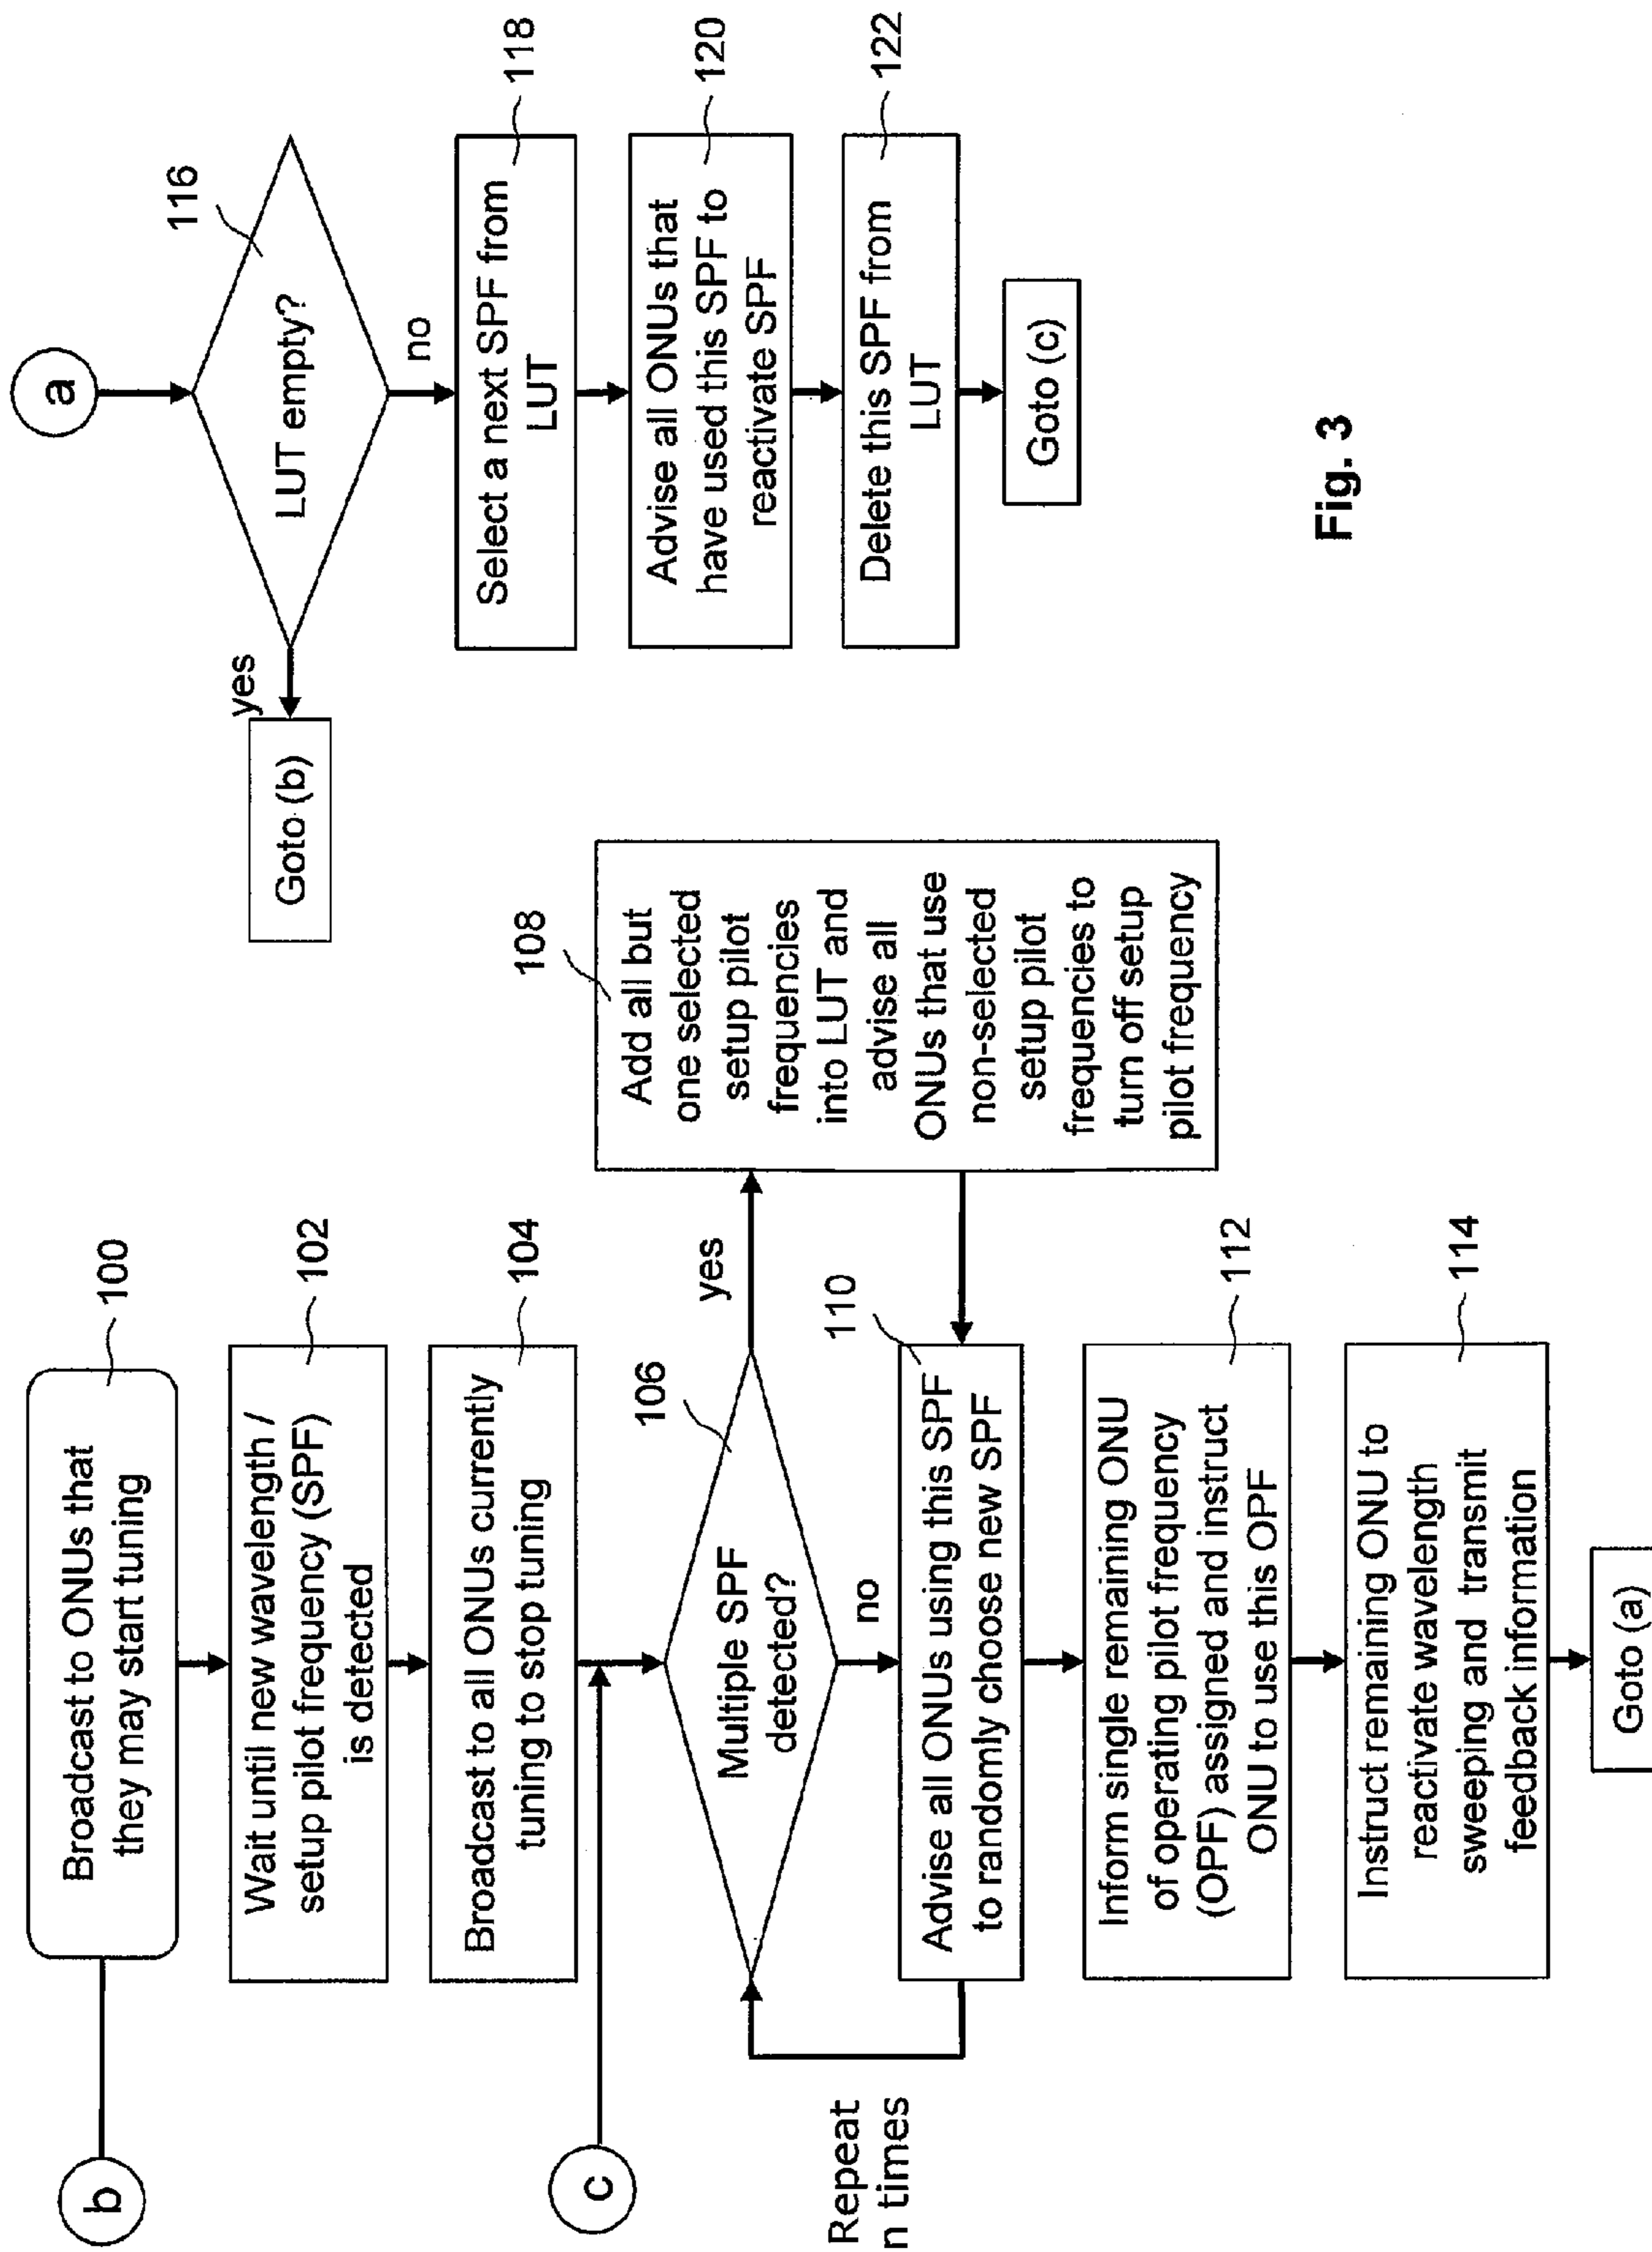 b
Broadcast to ONUs that
they may start tuning
100
Wait until new wavelength /
setup pilot frequency (SPF)
is detected
102
Broadcast to all ONUs currently
tuning to stop tuning
104
c
Multiple SPF
detected?
106
yes
no
Add all but
one selected
setup pilot
frequencies
into LUT and
advise all
ONUs that use
non-selected
setup pilot
frequencies to
turn off setup
pilot frequency
108
Repeat
n times
Advise all ONUs using this SPF
to randomly choose new SPF
110
Inform single remaining ONU
of operating pilot frequency
(OPF) assigned and instruct
ONU to use this OPF
112
Instruct remaining ONU to
reactivate wavelength
sweeping and transmit
feedback information
114
Goto (a)
a
LUT empty?
116
yes
Goto (b)
no
Select a next SPF from
LUT
118
Advise all ONUs that
have used this SPF to
reactivate SPF
120
Delete this SPF from
LUT
122
Goto (c)
Fig. 3